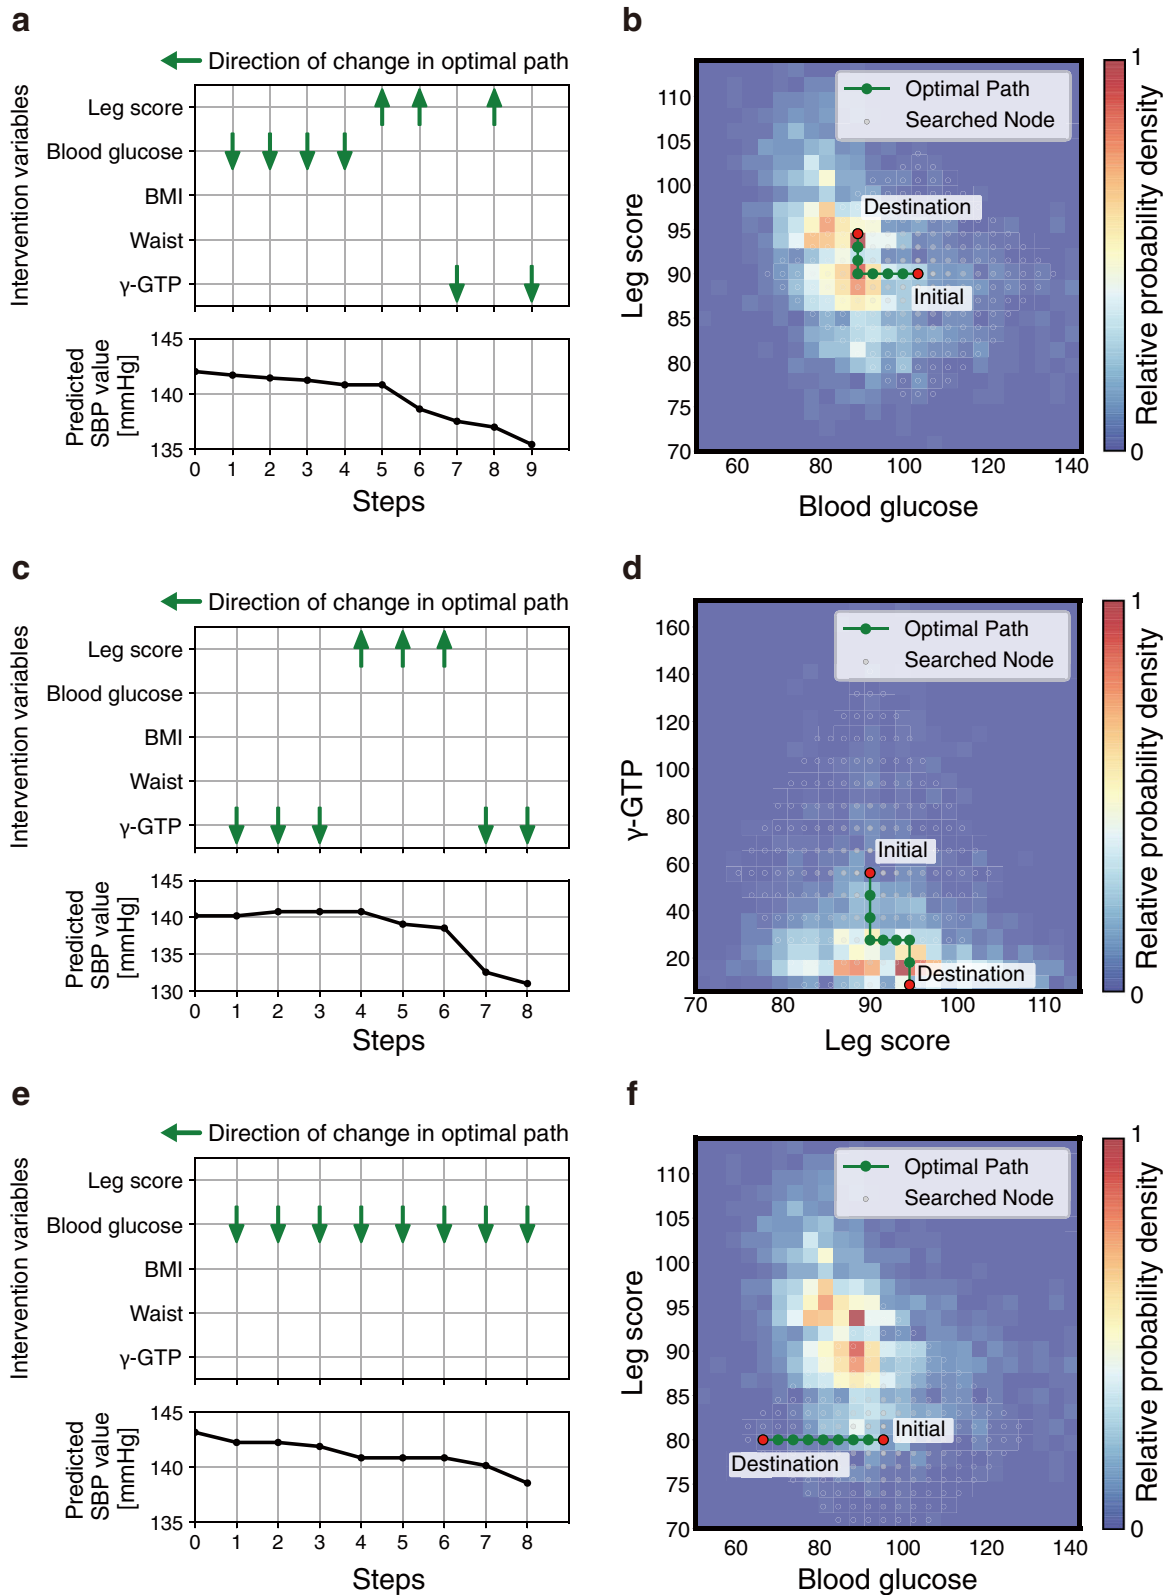 a
Direction of change in optimal path
Intervention variables
Leg score
Blood glucose
BMI
Waist
γ-GTP
Predicted
SBP value
[mmHg]
145
140
135
0 1 2 3 4 5 6 7 8 9
Steps
b
Optimal Path
Searched Node
Destination
Initial
Leg score
110
105
100
95
90
85
80
75
70
60 80 100 120 140
Blood glucose
1
0
Relative probability density
c
Direction of change in optimal path
Intervention variables
Leg score
Blood glucose
BMI
Waist
γ-GTP
Predicted
SBP value
[mmHg]
145
140
135
130
0 1 2 3 4 5 6 7 8
Steps
d
Optimal Path
Searched Node
Initial
Destination
γ-GTP
160
140
120
100
80
60
40
20
70 80 90 100 110
Leg score
1
0
Relative probability density
e
Direction of change in optimal path
Intervention variables
Leg score
Blood glucose
BMI
Waist
γ-GTP
Predicted
SBP value
[mmHg]
145
140
135
0 1 2 3 4 5 6 7 8
Steps
f
Optimal Path
Searched Node
Initial
Destination
Leg score
110
105
100
95
90
85
80
75
70
60 80 100 120 140
Blood glucose
1
0
Relative probability density